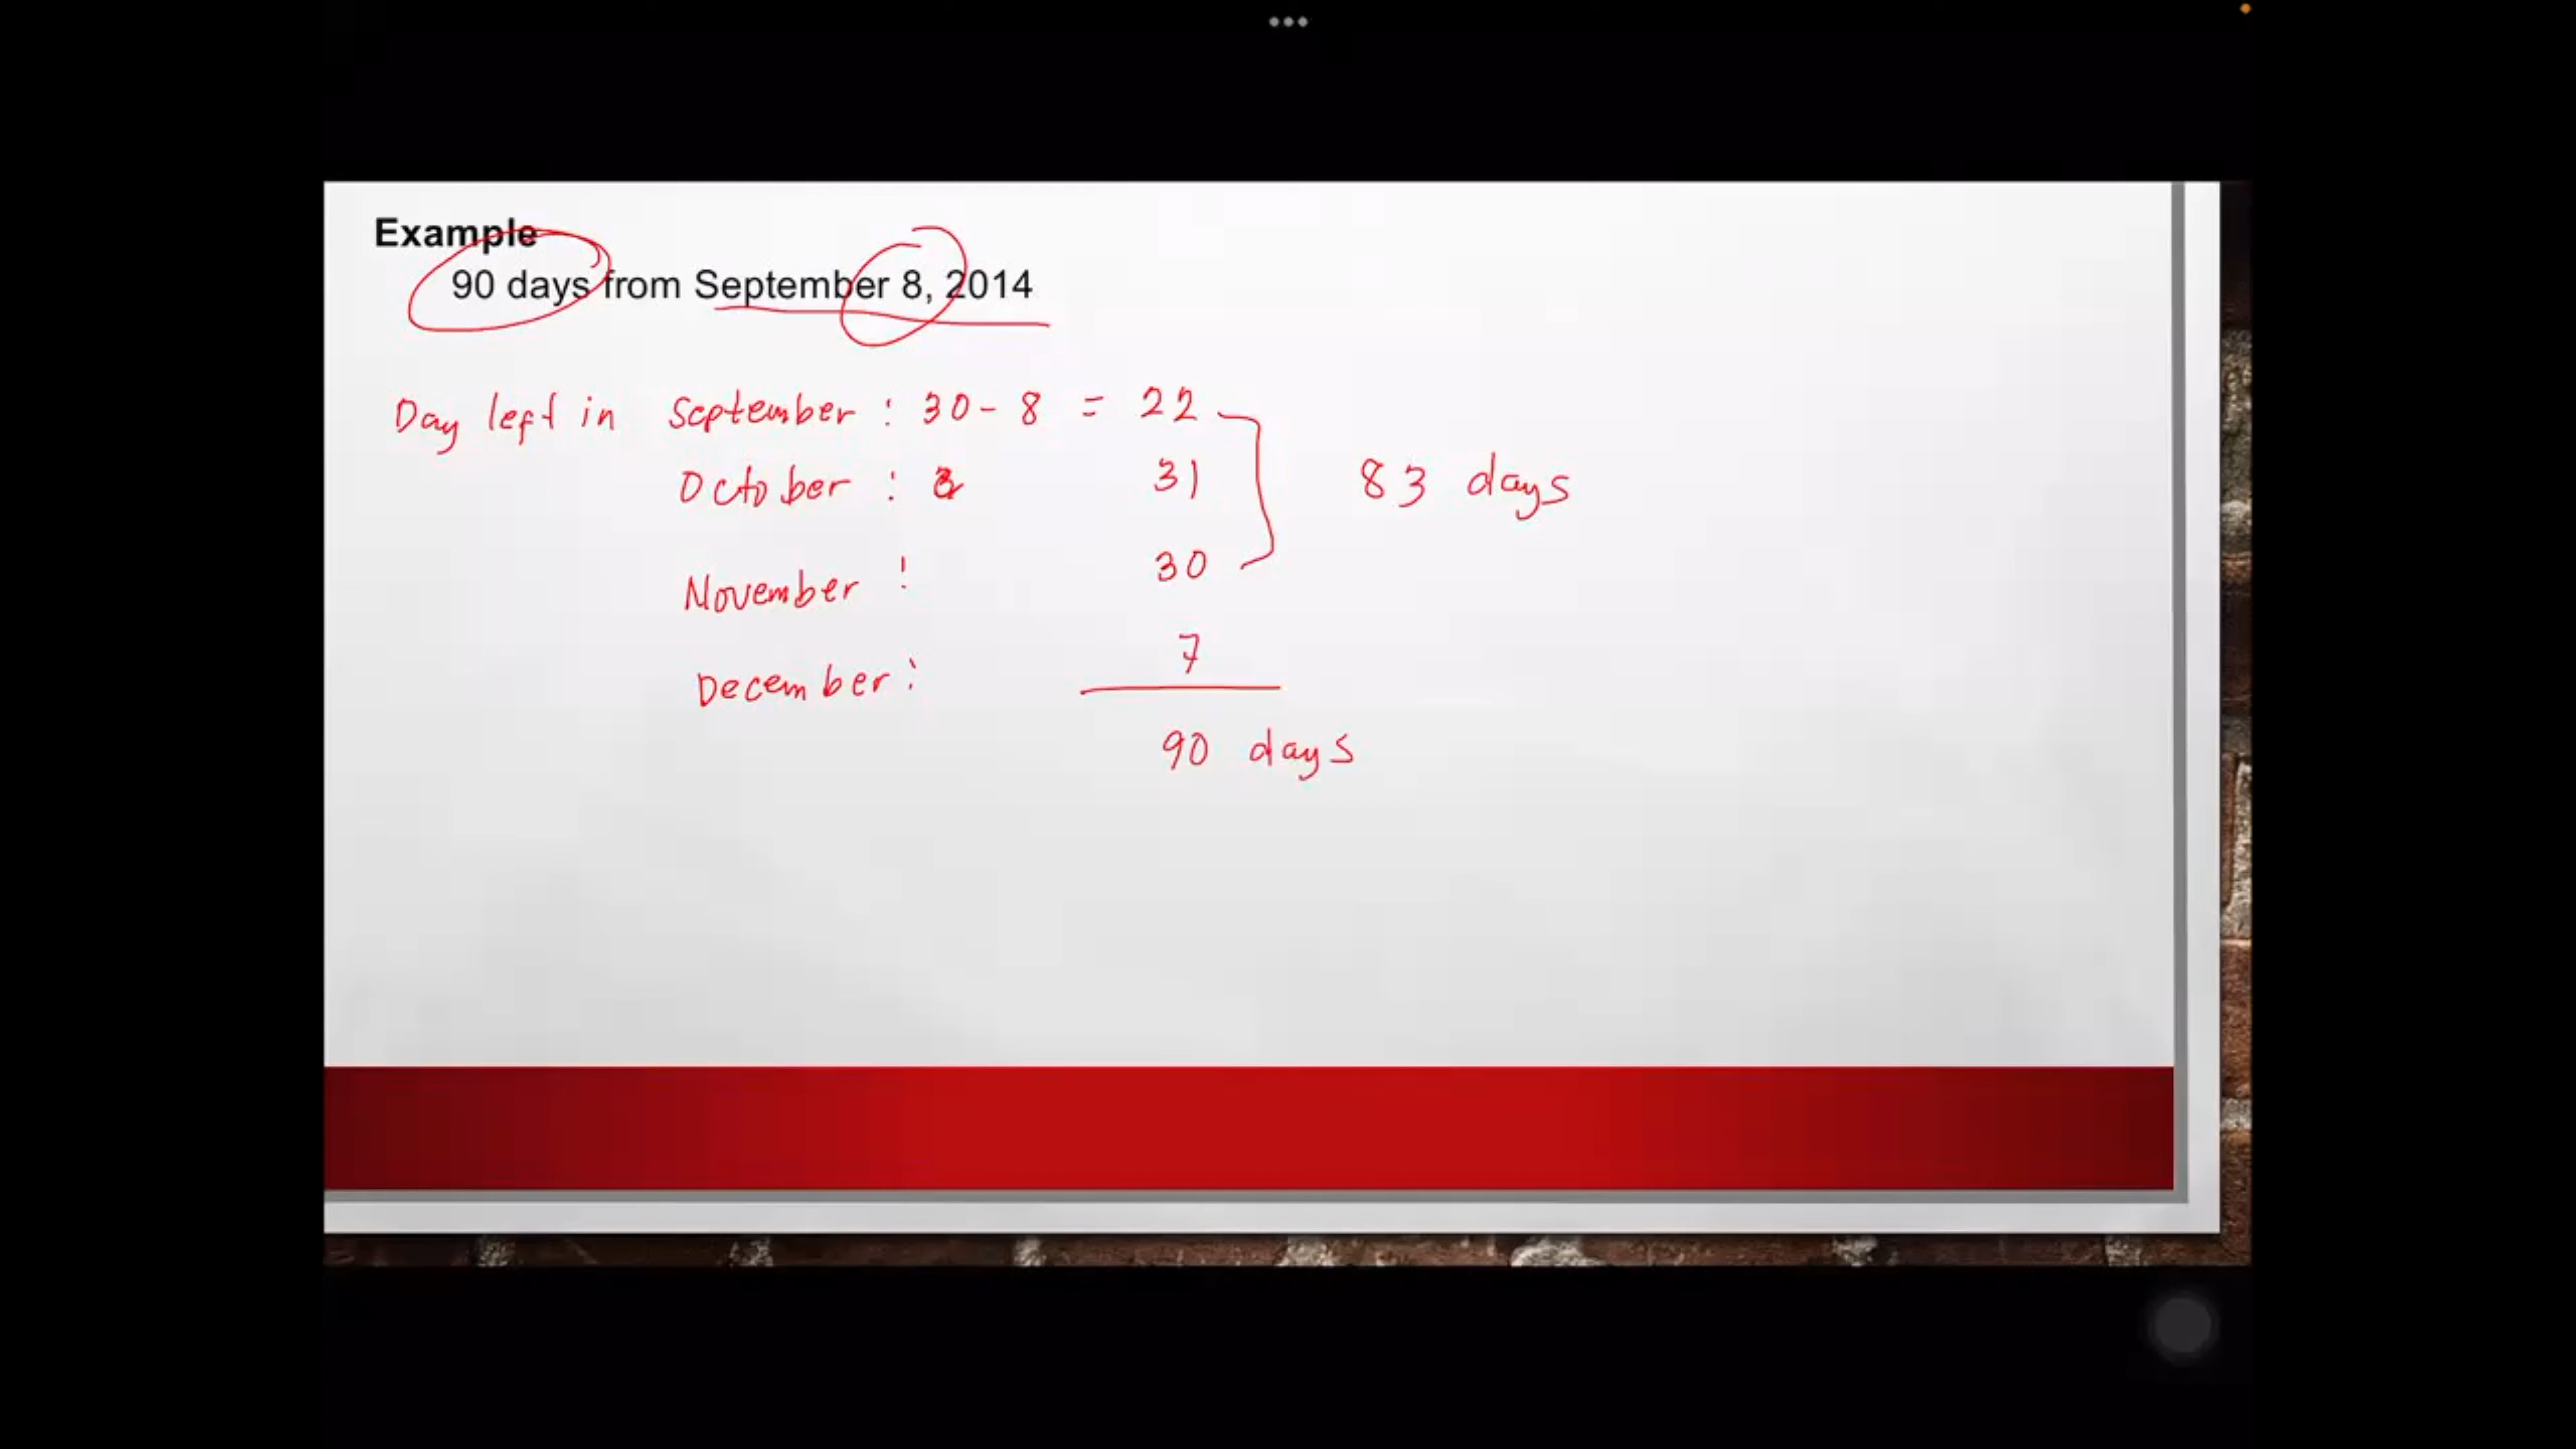 Example
90 days from September 8, 2014
Day left in September : 30 - 8 = 22
October : 31
83 days
November : 30
December : 7
90 days